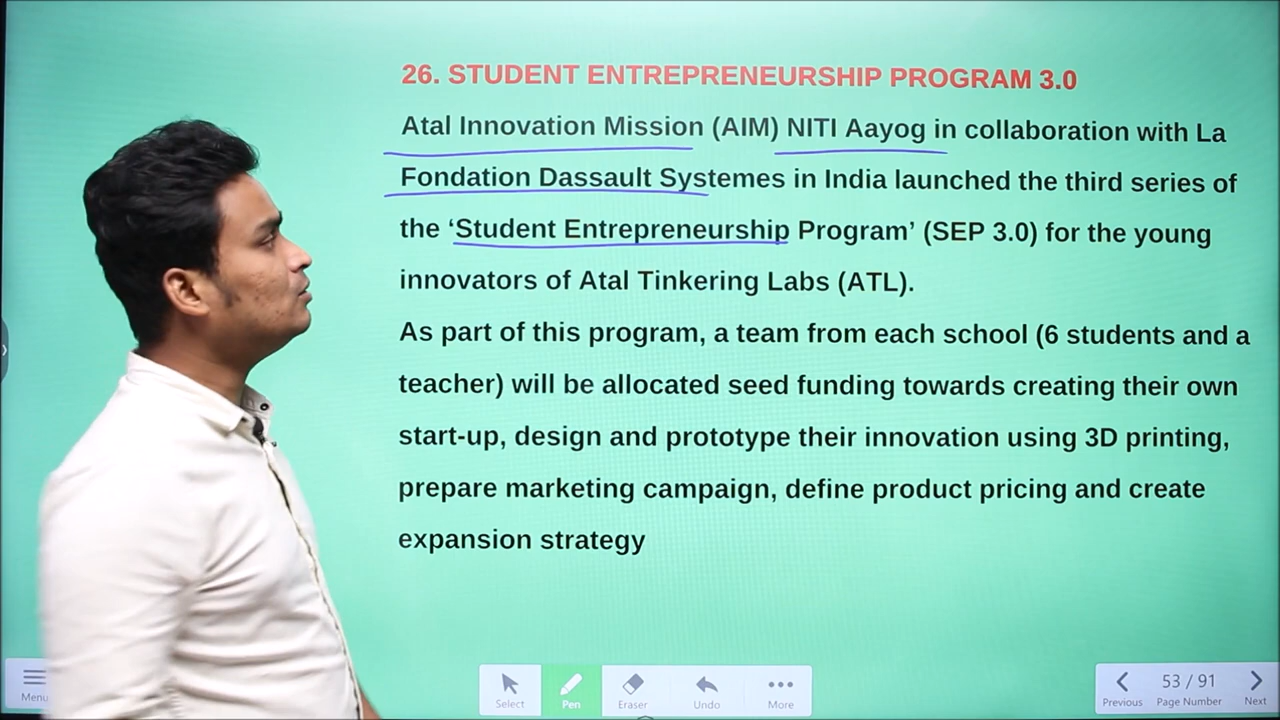 26. STUDENT ENTREPRENEURSHIP PROGRAM 3.0
Atal Innovation Mission (AIM) NITI Aayog in collaboration with La
Fondation Dassault Systemes in India launched the third series of
the ‘Student Entrepreneurship Program’ (SEP 3.0) for the young
innovators of Atal Tinkering Labs (ATL).
As part of this program, a team from each school (6 students and a
teacher) will be allocated seed funding towards creating their own
start-up, design and prototype their innovation using 3D printing,
prepare marketing campaign, define product pricing and create
expansion strategy
Menu
Select
Pen
Eraser
Undo
More
Previous
53 / 91
Page Number
Next